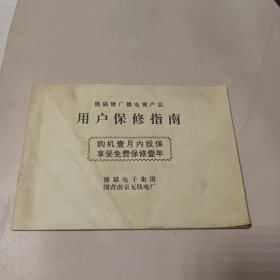 熊猫牌广播电视产品
用户保修指南
购机壹月内投保
享受免费保修壹年
熊猫电子集团
国营南京无线电厂